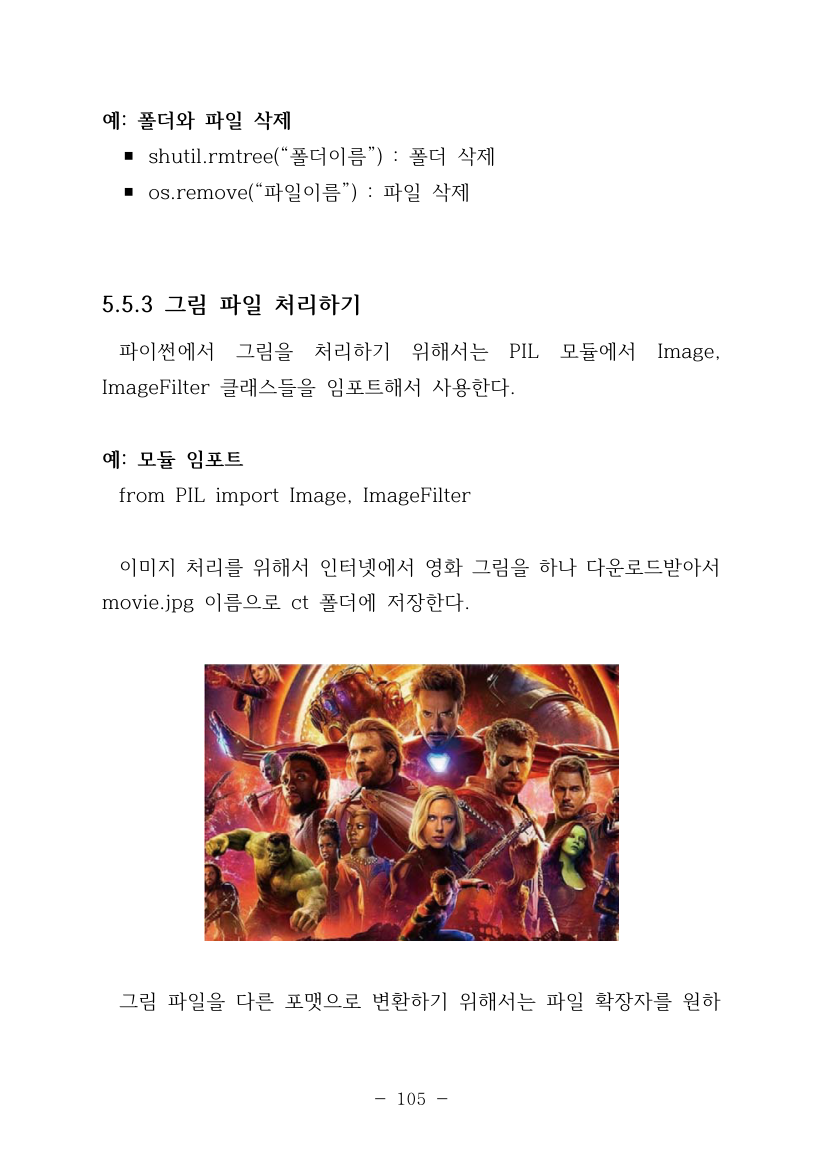 예: 폴더와 파일 삭제
▪ shutil.rmtree(“폴더이름”) : 폴더 삭제
▪ os.remove(“파일이름”) : 파일 삭제
5.5.3 그림 파일 처리하기
파이썬에서 그림을 처리하기 위해서는 PIL 모듈에서 Image,
ImageFilter 클래스들을 임포트해서 사용한다.
예: 모듈 임포트
from PIL import Image, ImageFilter
이미지 처리를 위해서 인터넷에서 영화 그림을 하나 다운로드받아서
movie.jpg 이름으로 ct 폴더에 저장한다.
그림 파일을 다른 포맷으로 변환하기 위해서는 파일 확장자를 원하
- 105 -